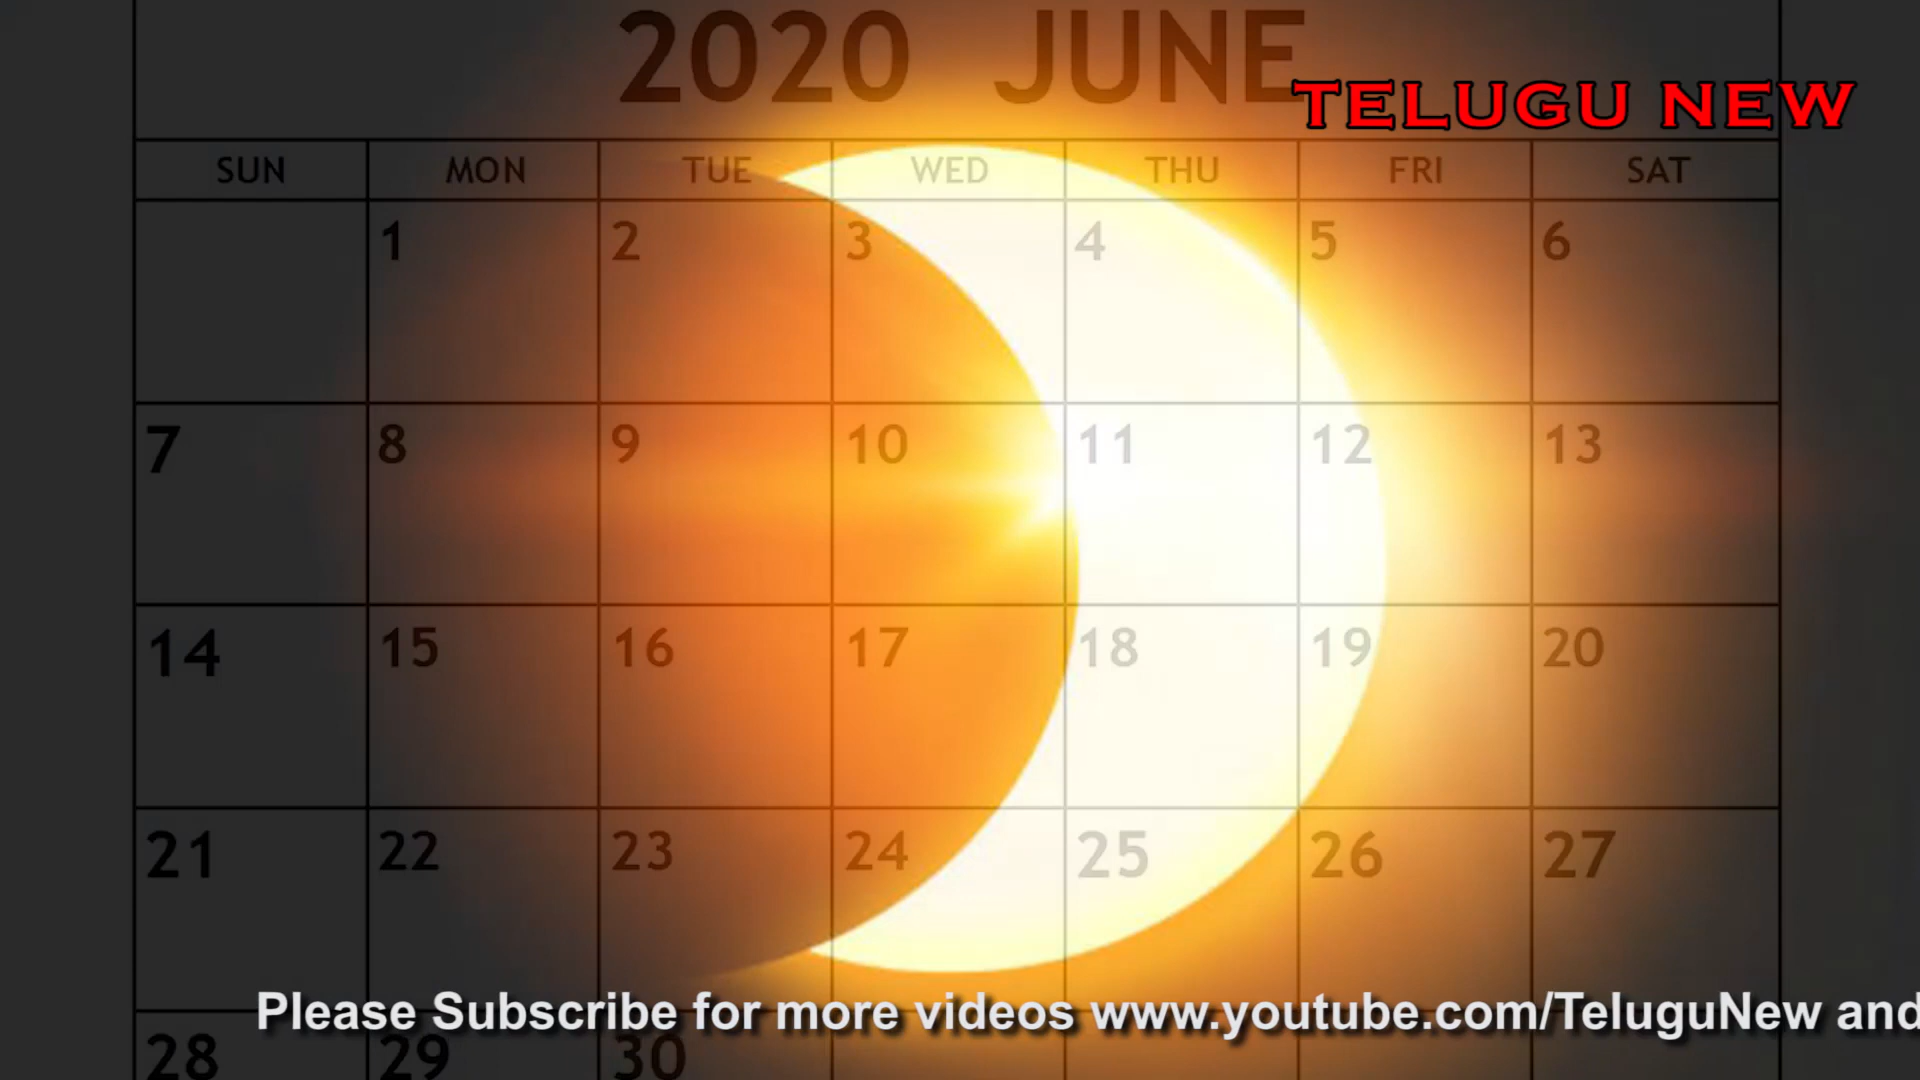 2020 JUNE
TELUGU NEW
SUN MON TUE WED THU FRI SAT
1 2 3 4 5 6
7 8 9 10 11 12 13
14 15 16 17 18 19 20
21 22 23 24 25 26 27
Please Subscribe for more videos www.youtube.com/TeluguNew and
28 29 30